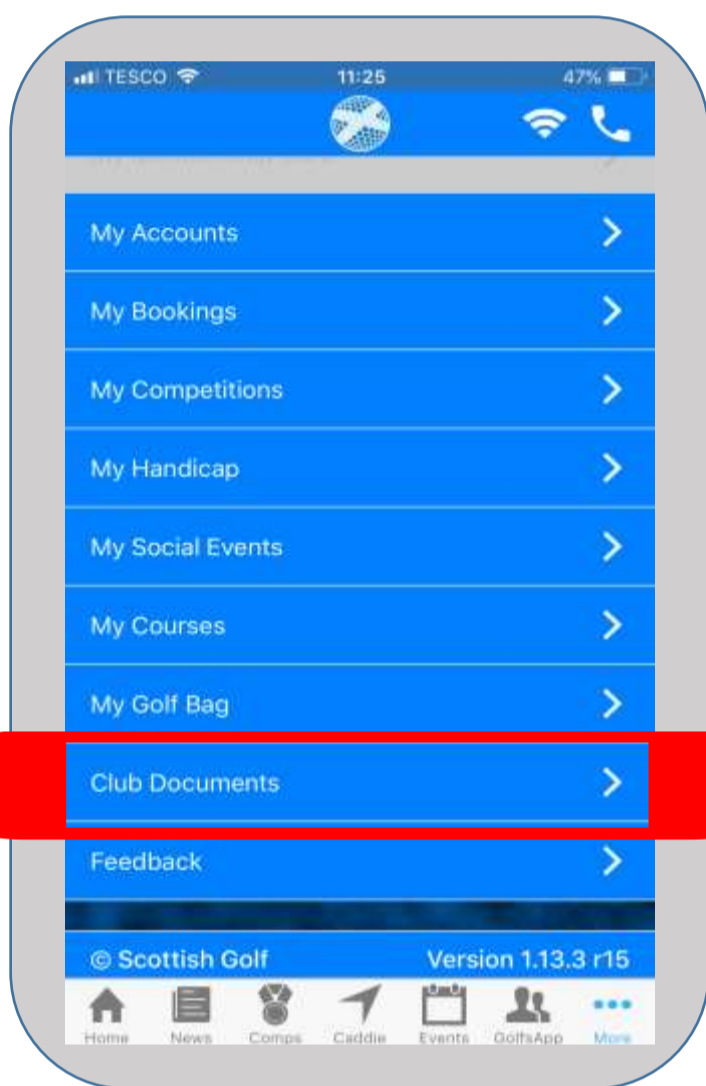 TESCO 11:25 47%
My Accounts
My Bookings
My Competitions
My Handicap
My Social Events
My Courses
My Golf Bag
Club Documents
Feedback
© Scottish Golf Version 1.13.3 r15
Home News Comps Caddie Events GolfsApp More